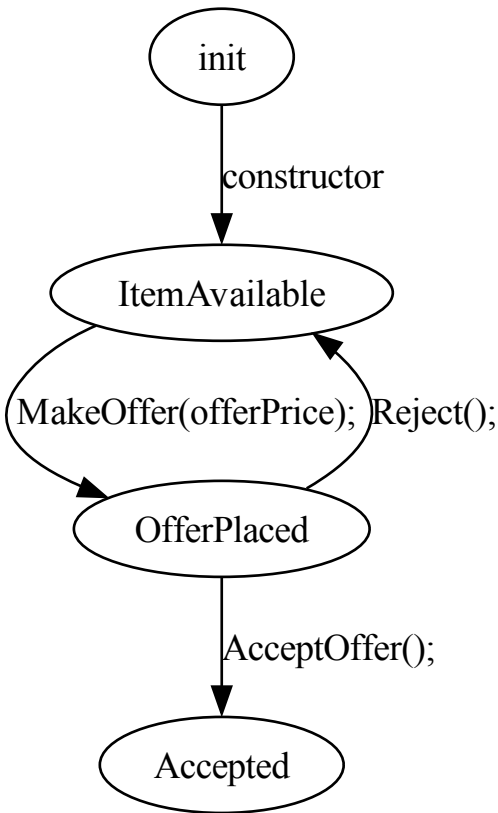 init
constructor
ItemAvailable
MakeOffer(offerPrice);
Reject();
OfferPlaced
AcceptOffer();
Accepted